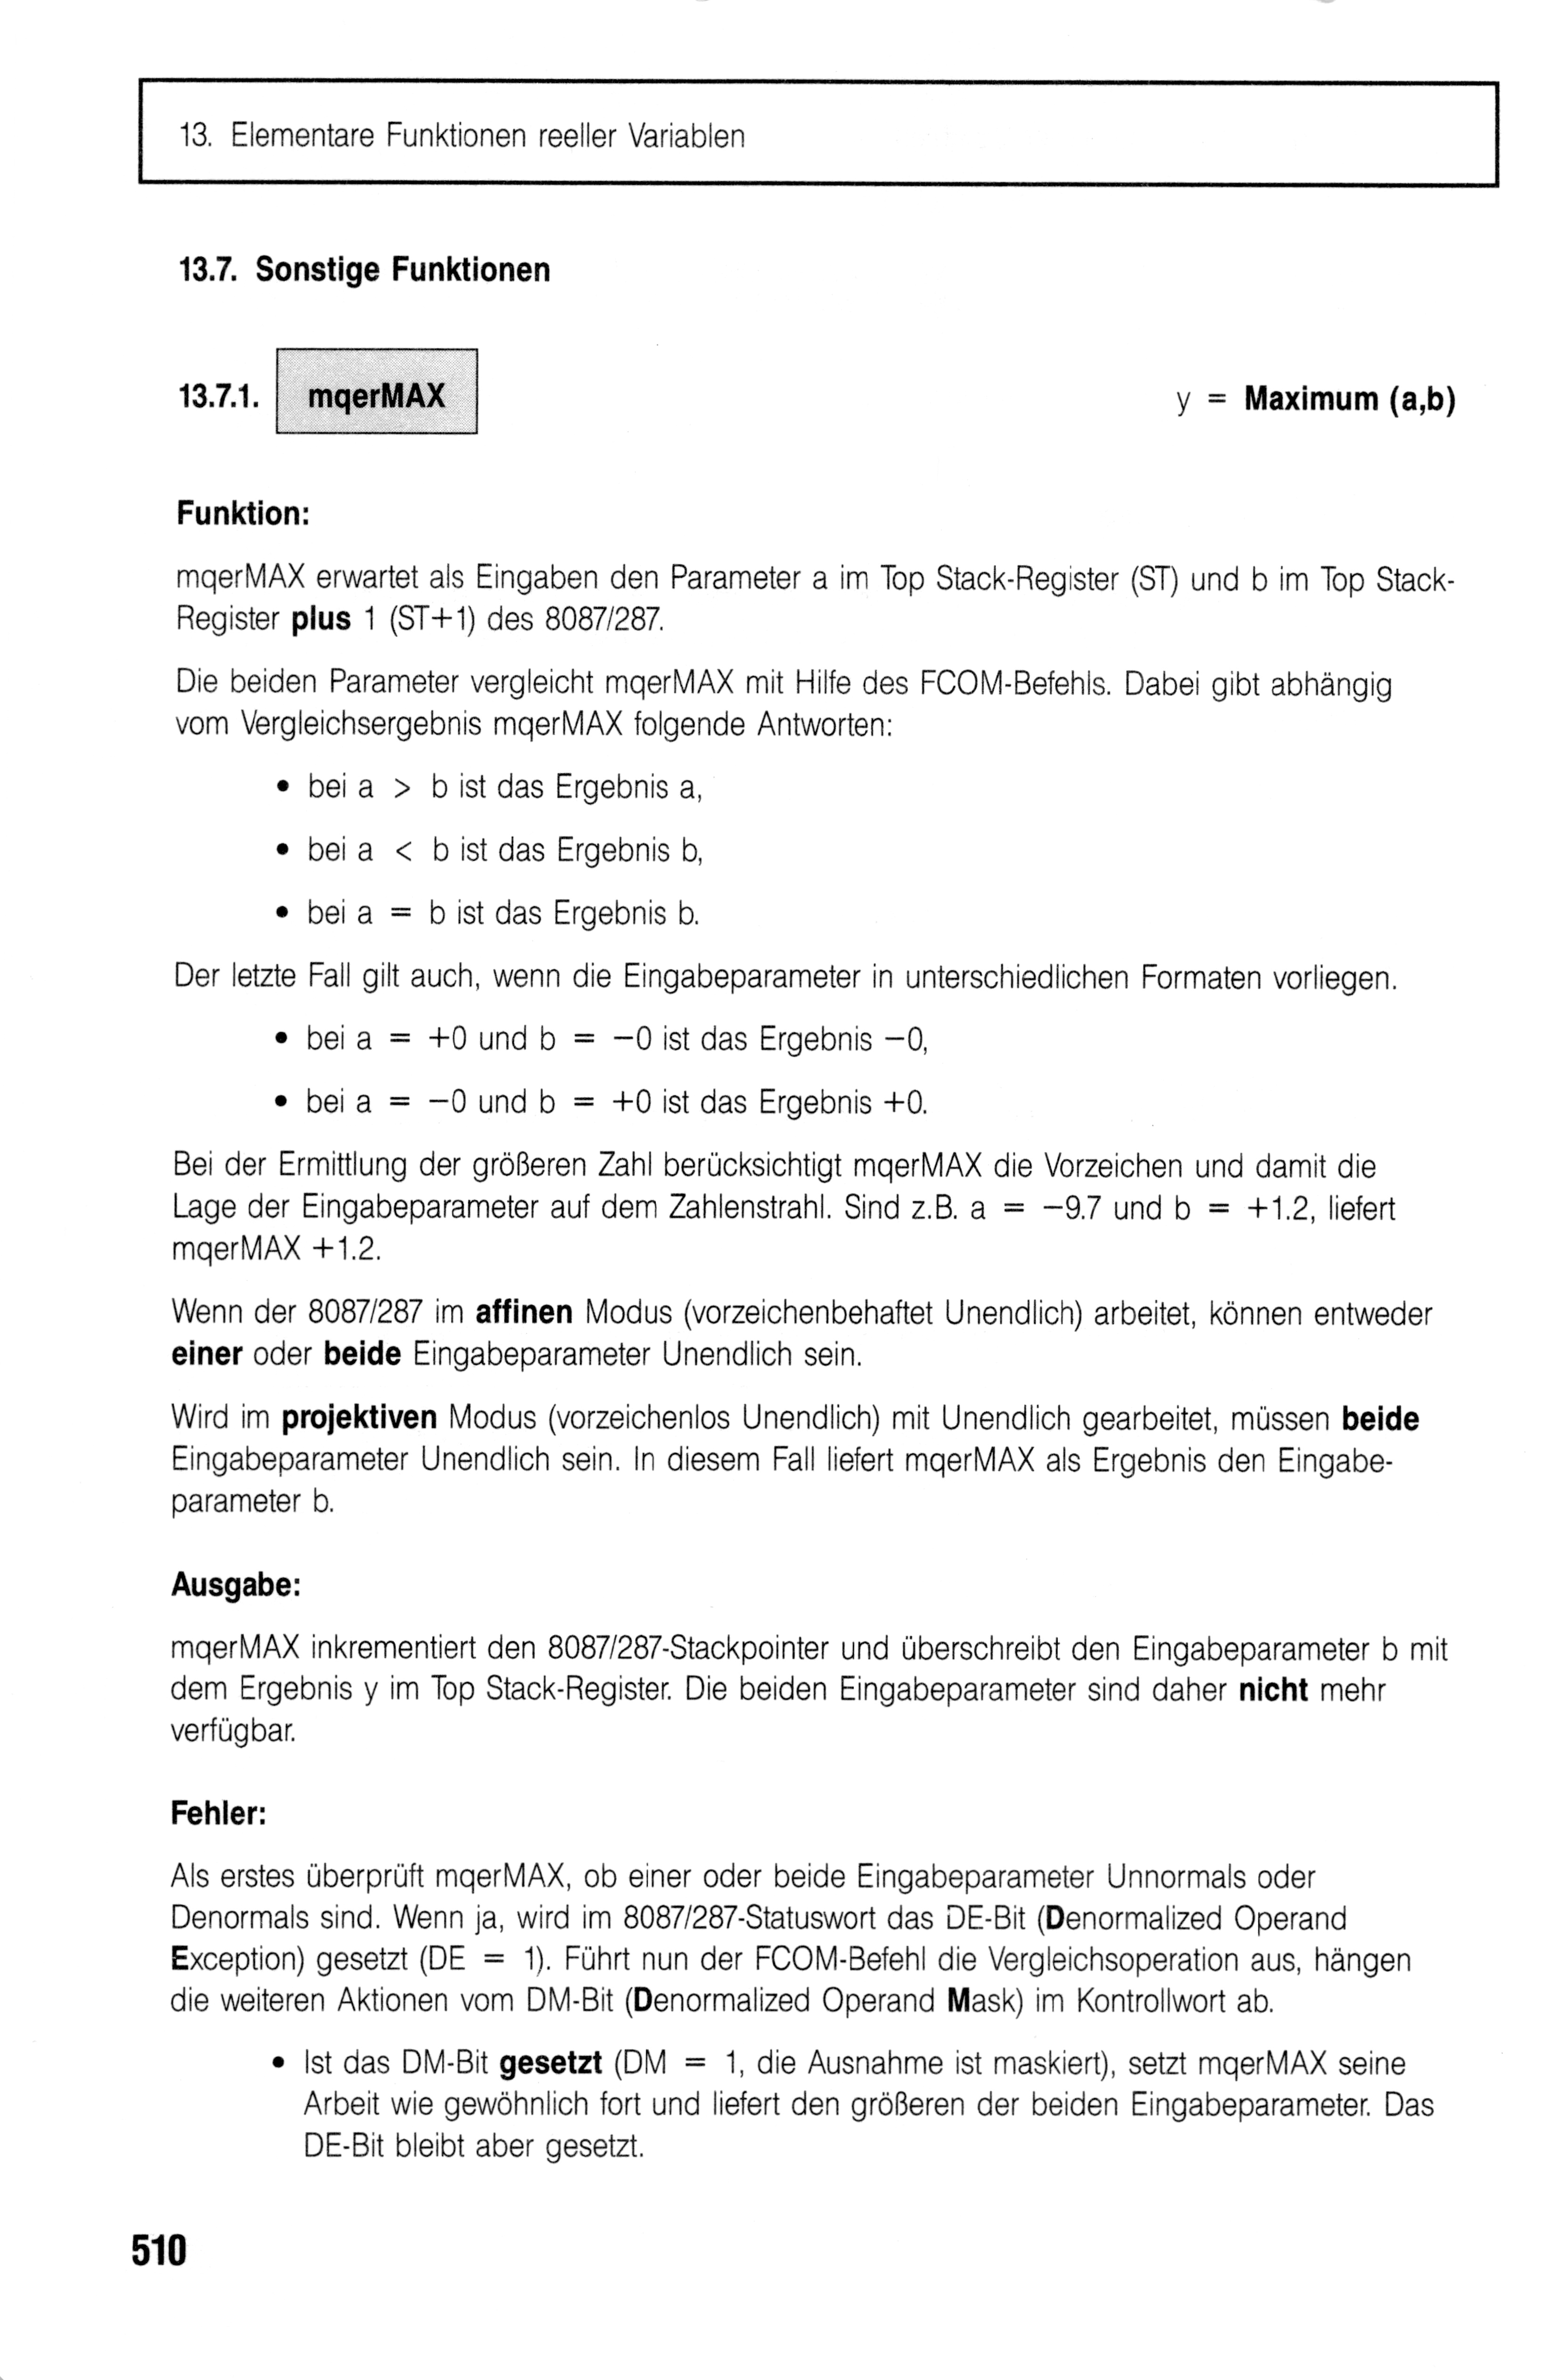 13. Elementare Funktionen reeller Variablen
13.7. Sonstige Funktionen
13.7.1. mqerMAX y = Maximum (a,b)
Funktion:
mqerMAX erwartet als Eingaben den Parameter a im Top Stack-Register (ST) und b im Top Stack-
Register plus 1 (ST+1) des 8087/287.
Die beiden Parameter vergleicht mqerMAX mit Hilfe des FCOM-Befehls. Dabei gibt abhängig
vom Vergleichsergebnis mqerMAX folgende Antworten:
• bei a > b ist das Ergebnis a,
• bei a < b ist das Ergebnis b,
• bei a = b ist das Ergebnis b.
Der letzte Fall gilt auch, wenn die Eingabeparameter in unterschiedlichen Formaten vorliegen.
• bei a = +0 und b = −0 ist das Ergebnis −0,
• bei a = −0 und b = +0 ist das Ergebnis +0.
Bei der Ermittlung der größeren Zahl berücksichtigt mqerMAX die Vorzeichen und damit die
Lage der Eingabeparameter auf dem Zahlenstrahl. Sind z.B. a = −9.7 und b = +1.2, liefert
mqerMAX +1.2.
Wenn der 8087/287 im affinen Modus (vorzeichenbehaftet Unendlich) arbeitet, können entweder
einer oder beide Eingabeparameter Unendlich sein.
Wird im projektiven Modus (vorzeichenlos Unendlich) mit Unendlich gearbeitet, müssen beide
Eingabeparameter Unendlich sein. In diesem Fall liefert mqerMAX als Ergebnis den Eingabe-
parameter b.
Ausgabe:
mqerMAX inkrementiert den 8087/287-Stackpointer und überschreibt den Eingabeparameter b mit
dem Ergebnis y im Top Stack-Register. Die beiden Eingabeparameter sind daher nicht mehr
verfügbar.
Fehler:
Als erstes überprüft mqerMAX, ob einer oder beide Eingabeparameter Unnormals oder
Denormals sind. Wenn ja, wird im 8087/287-Statuswort das DE-Bit (Denormalized Operand
Exception) gesetzt (DE = 1). Führt nun der FCOM-Befehl die Vergleichsoperation aus, hängen
die weiteren Aktionen vom DM-Bit (Denormalized Operand Mask) im Kontrollwort ab.
• Ist das DM-Bit gesetzt (DM = 1, die Ausnahme ist maskiert), setzt mqerMAX seine
Arbeit wie gewöhnlich fort und liefert den größeren der beiden Eingabeparameter. Das
DE-Bit bleibt aber gesetzt.
510